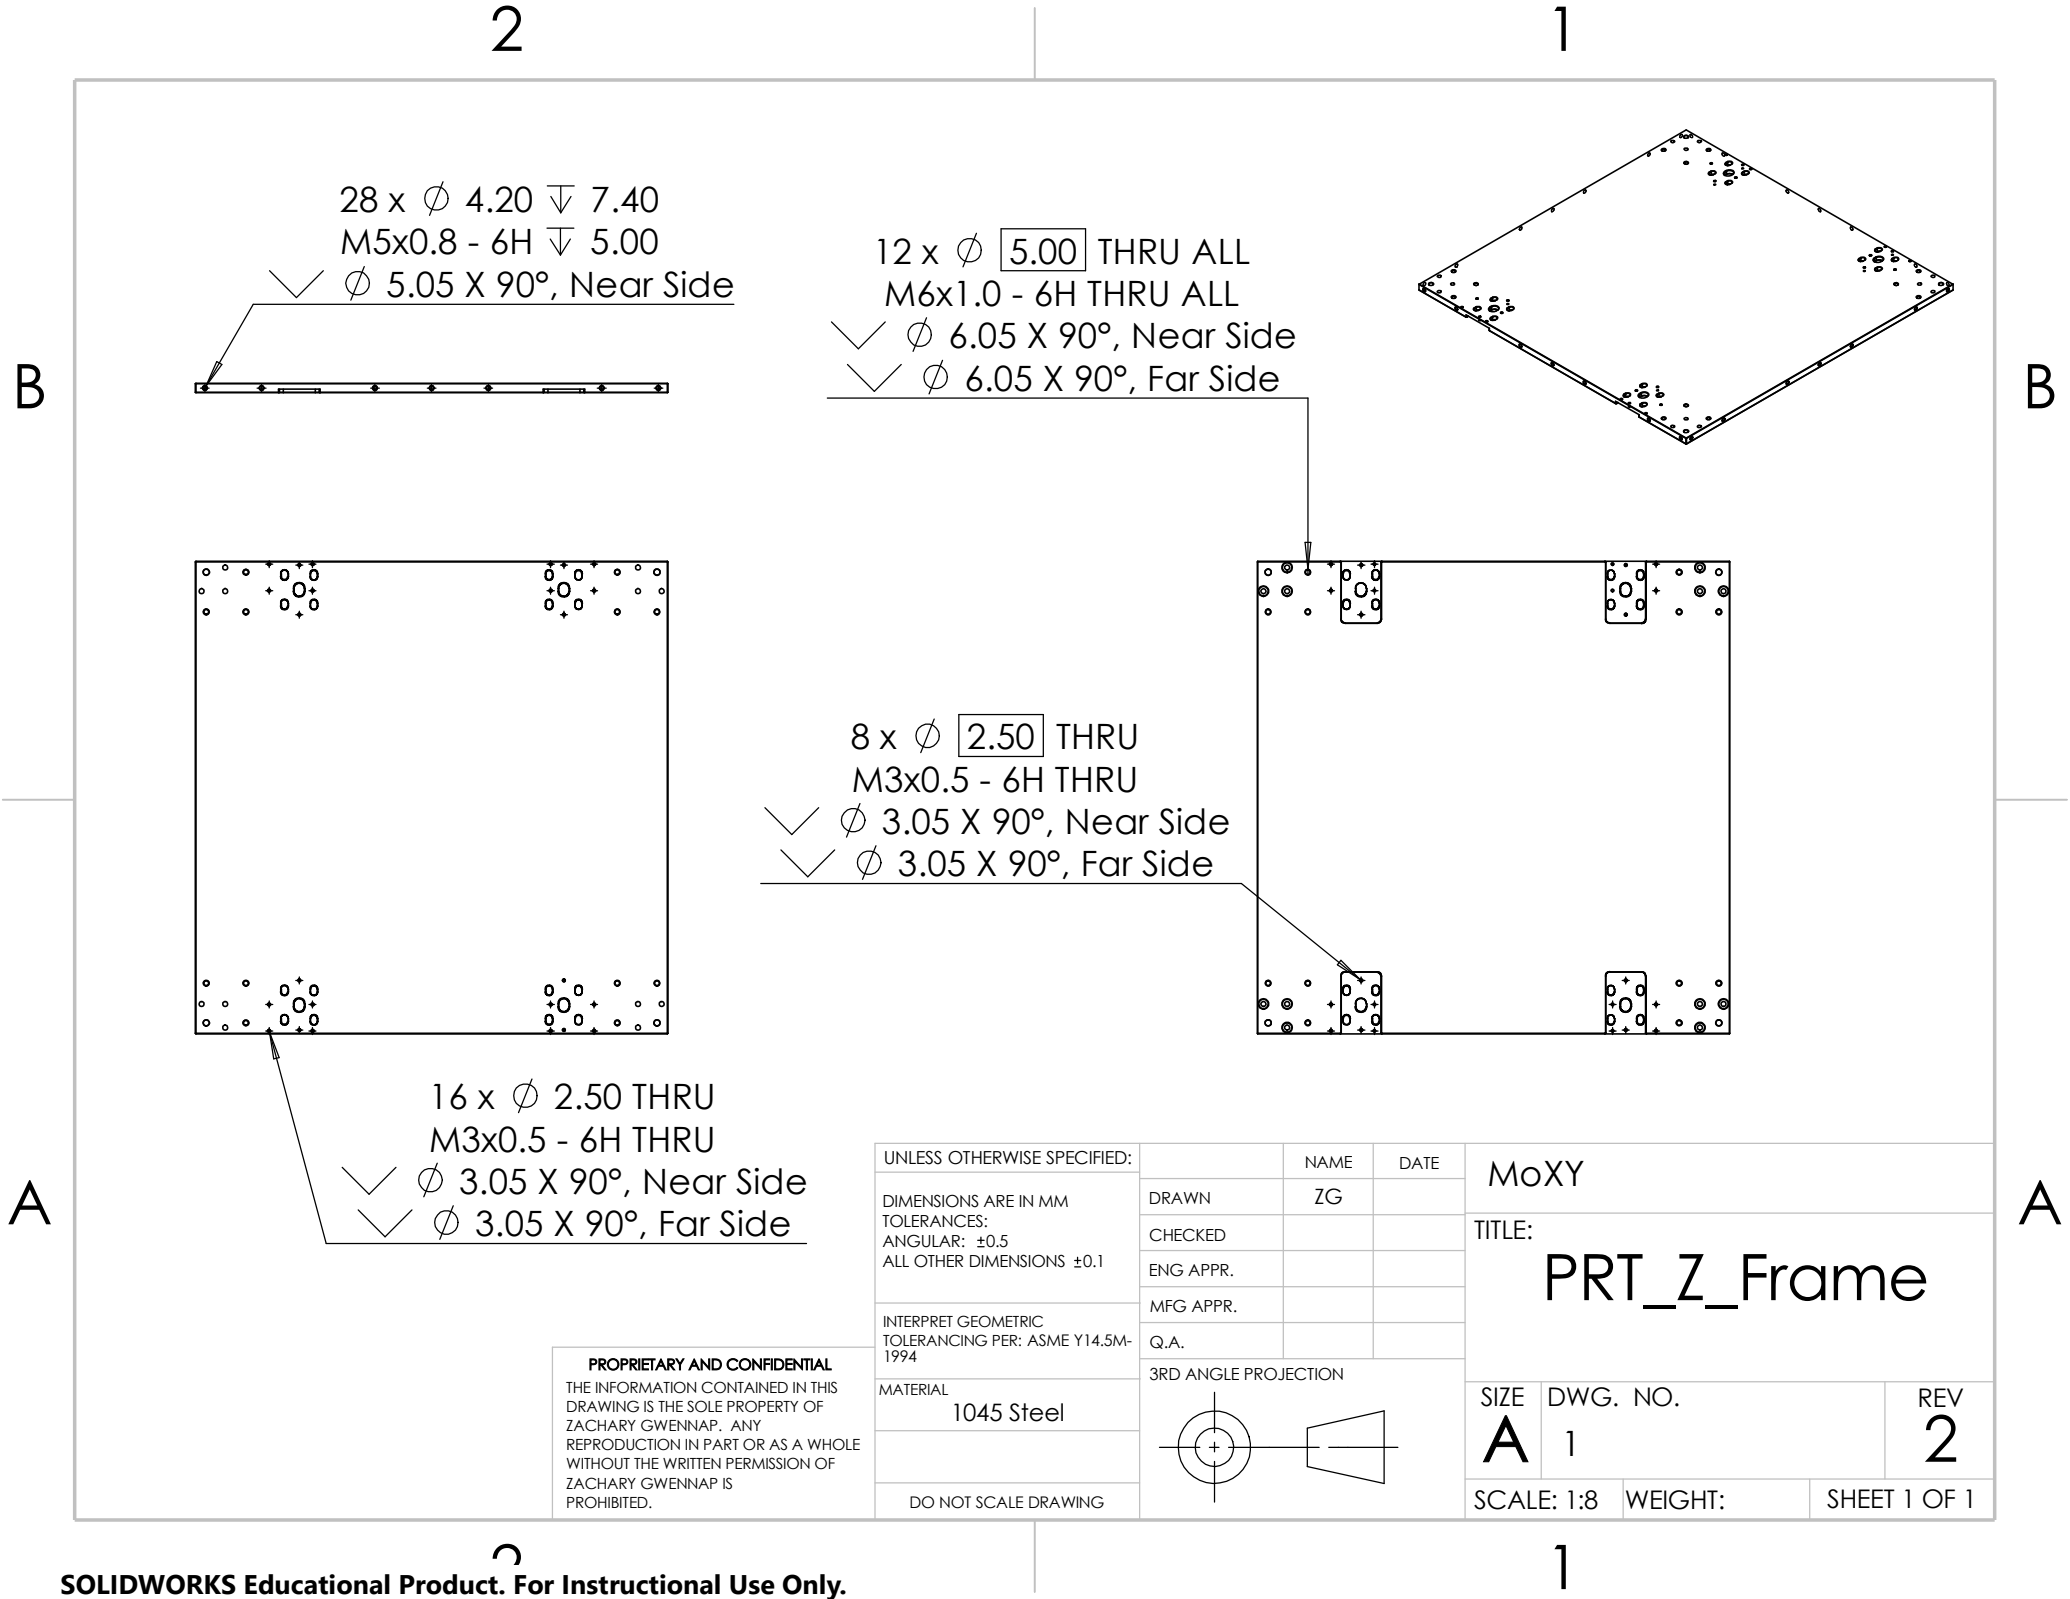 2
1
28 x ∅ 4.20 ↧ 7.40
M5x0.8 - 6H ↧ 5.00
⌵ ∅ 5.05 X 90°, Near Side
12 x ∅ 5.00 THRU ALL
M6x1.0 - 6H THRU ALL
⌵ ∅ 6.05 X 90°, Near Side
⌵ ∅ 6.05 X 90°, Far Side
B
B
8 x ∅ 2.50 THRU
M3x0.5 - 6H THRU
⌵ ∅ 3.05 X 90°, Near Side
⌵ ∅ 3.05 X 90°, Far Side
16 x ∅ 2.50 THRU
M3x0.5 - 6H THRU
⌵ ∅ 3.05 X 90°, Near Side
⌵ ∅ 3.05 X 90°, Far Side
A
A
PROPRIETARY AND CONFIDENTIAL
THE INFORMATION CONTAINED IN THIS
DRAWING IS THE SOLE PROPERTY OF
ZACHARY GWENNAP. ANY
REPRODUCTION IN PART OR AS A WHOLE
WITHOUT THE WRITTEN PERMISSION OF
ZACHARY GWENNAP IS
PROHIBITED.
UNLESS OTHERWISE SPECIFIED:
DIMENSIONS ARE IN MM
TOLERANCES:
ANGULAR: ±0.5
ALL OTHER DIMENSIONS ±0.1
INTERPRET GEOMETRIC
TOLERANCING PER: ASME Y14.5M-
1994
MATERIAL
1045 Steel
DO NOT SCALE DRAWING
NAME DATE
DRAWN ZG
CHECKED
ENG APPR.
MFG APPR.
Q.A.
3RD ANGLE PROJECTION
MoXY
TITLE:
PRT_Z_Frame
SIZE DWG. NO. REV
A 1 2
SCALE: 1:8 WEIGHT: SHEET 1 OF 1
2
1
SOLIDWORKS Educational Product. For Instructional Use Only.